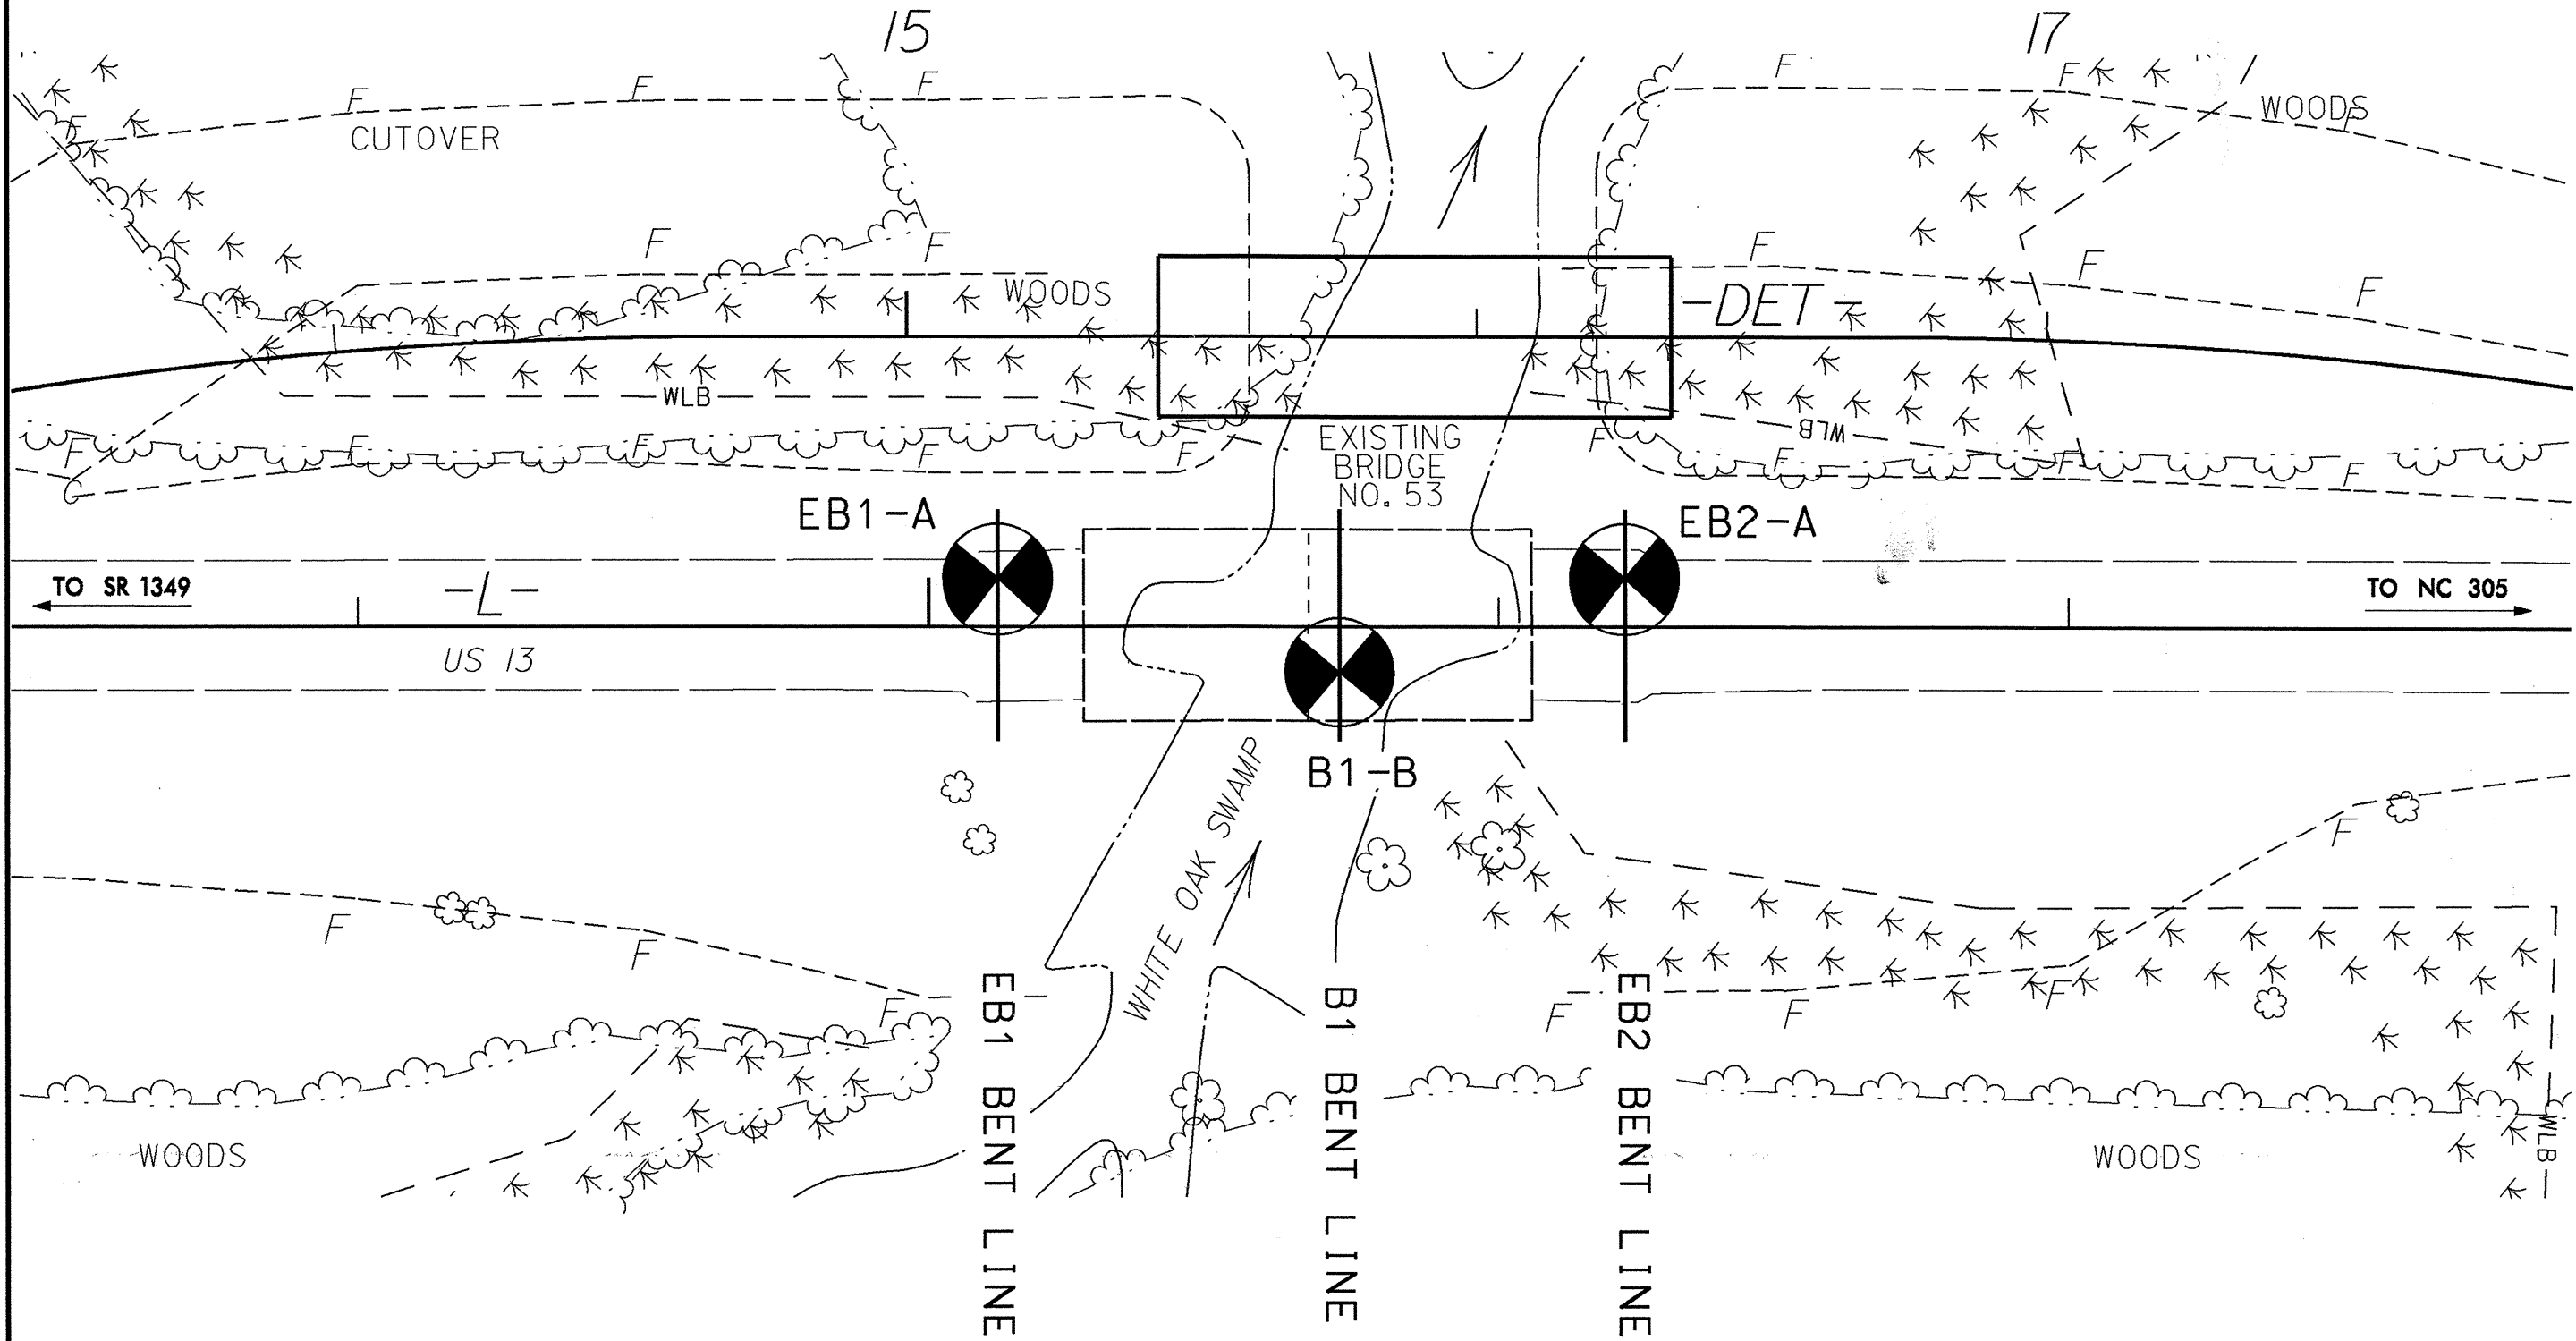 15
17
F
F
F
F
F
F
WOODS
F
CUTOVER
F
F
F
F
F
WOODS
-DET-
F
WLB
WLB
F
F
F
F
F
F
F
F
F
EXISTING
BRIDGE
NO. 53
EB1-A
EB2-A
TO SR 1349
-L-
TO NC 305
US 13
B1-B
WHITE OAK SWAMP
F
F
F
F
F
F
F
EB1 BENT LINE
B1 BENT LINE
EB2 BENT LINE
WOODS
WOODS
WLB